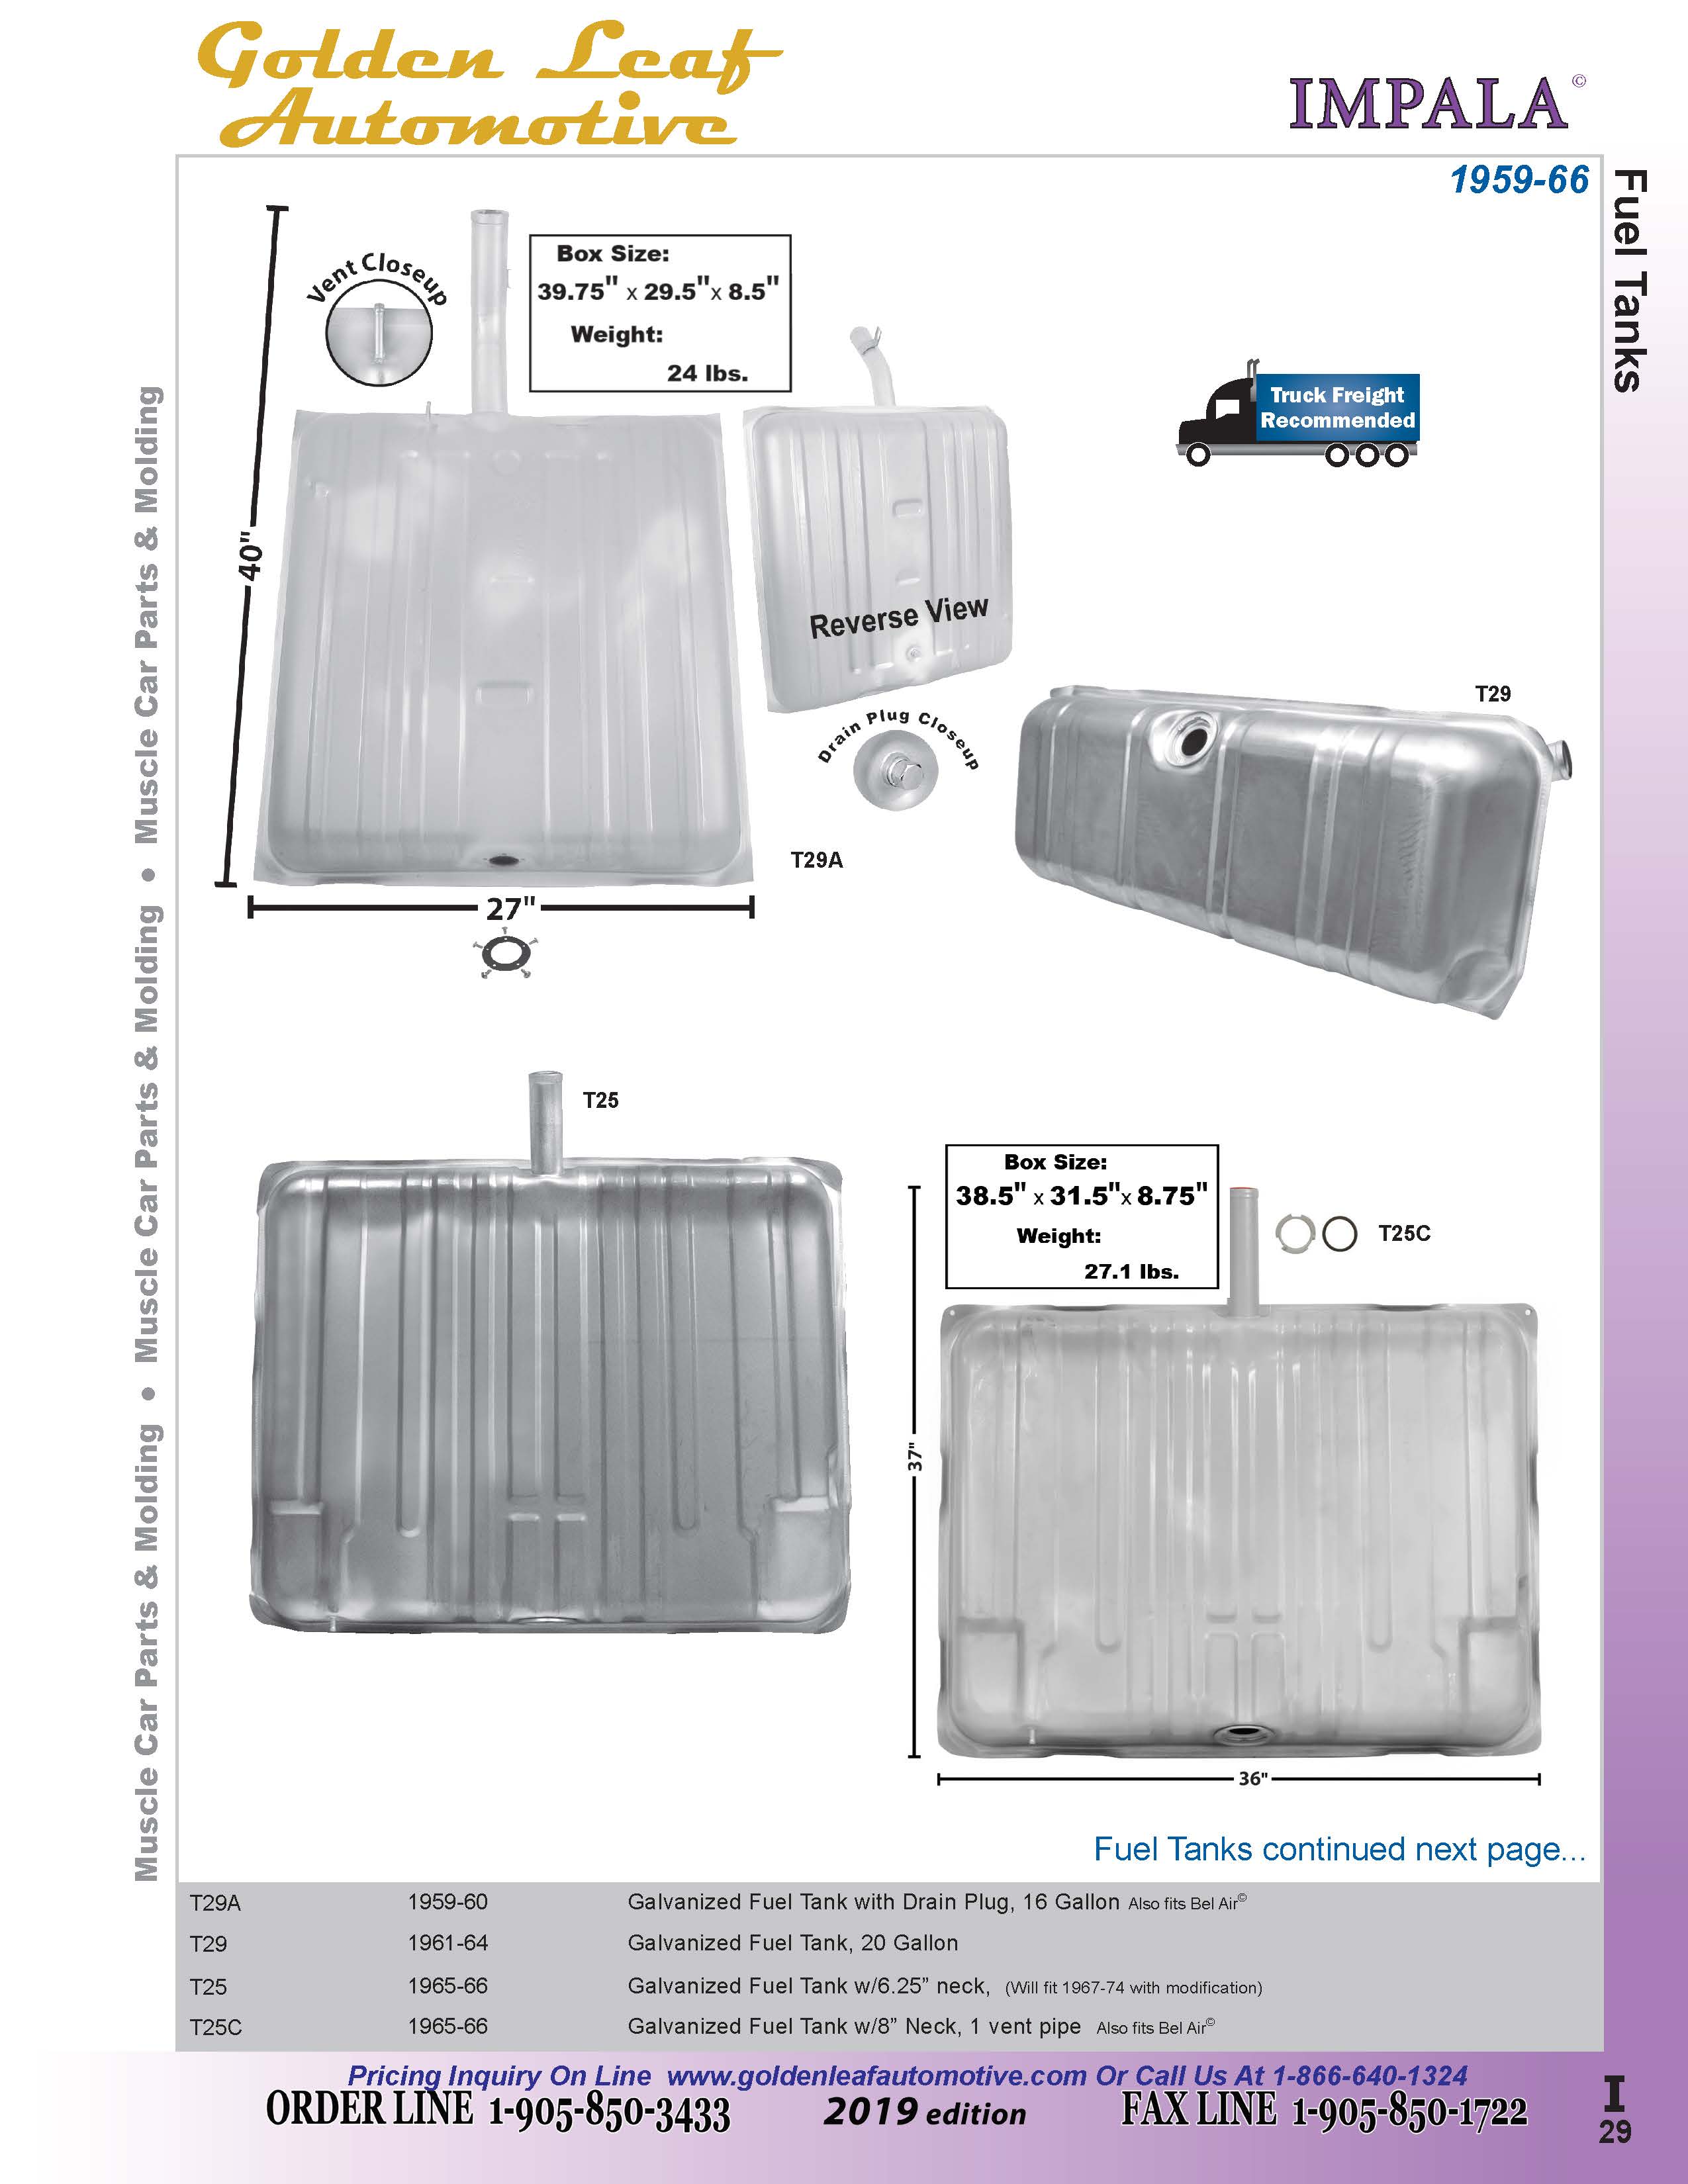 Golden Leaf
Automotive
IMPALA©
1959-66
Fuel Tanks
Muscle Car Parts & Molding • Muscle Car Parts & Molding • Muscle Car Parts & Molding
Vent Closeup
Box Size:
39.75" x 29.5"x 8.5"
Weight:
24 lbs.
Truck Freight
Recommended
40"
Reverse View
Drain Plug Closeup
T29
T29A
27"
T25
Box Size:
38.5" x 31.5"x 8.75"
Weight:
27.1 lbs.
T25C
37"
36"
Fuel Tanks continued next page...
T29A 1959-60 Galvanized Fuel Tank with Drain Plug, 16 Gallon Also fits Bel Air©
T29 1961-64 Galvanized Fuel Tank, 20 Gallon
T25 1965-66 Galvanized Fuel Tank w/6.25” neck, (Will fit 1967-74 with modification)
T25C 1965-66 Galvanized Fuel Tank w/8” Neck, 1 vent pipe Also fits Bel Air©
Pricing Inquiry On Line www.goldenleafautomotive.com Or Call Us At 1-866-640-1324
ORDER LINE 1-905-850-3433 2019 edition FAX LINE 1-905-850-1722
I
29